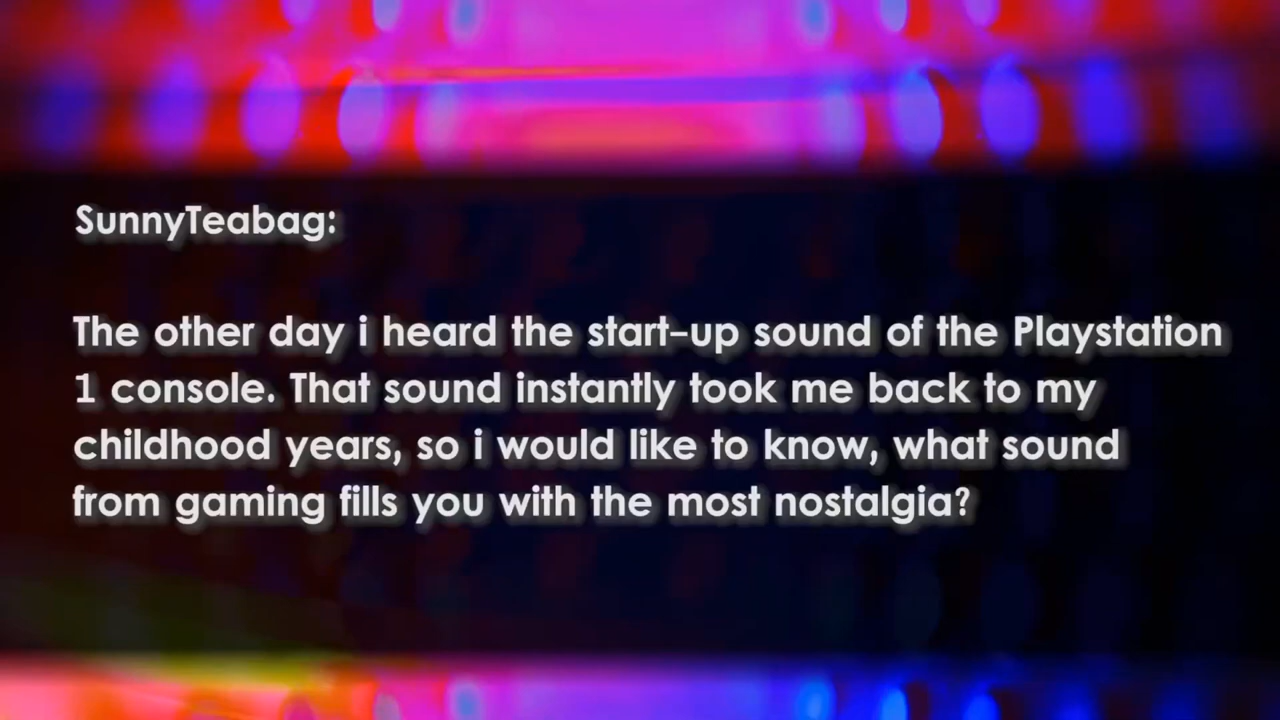 SunnyTeabag:
The other day i heard the start-up sound of the Playstation
1 console. That sound instantly took me back to my
childhood years, so i would like to know, what sound
from gaming fills you with the most nostalgia?